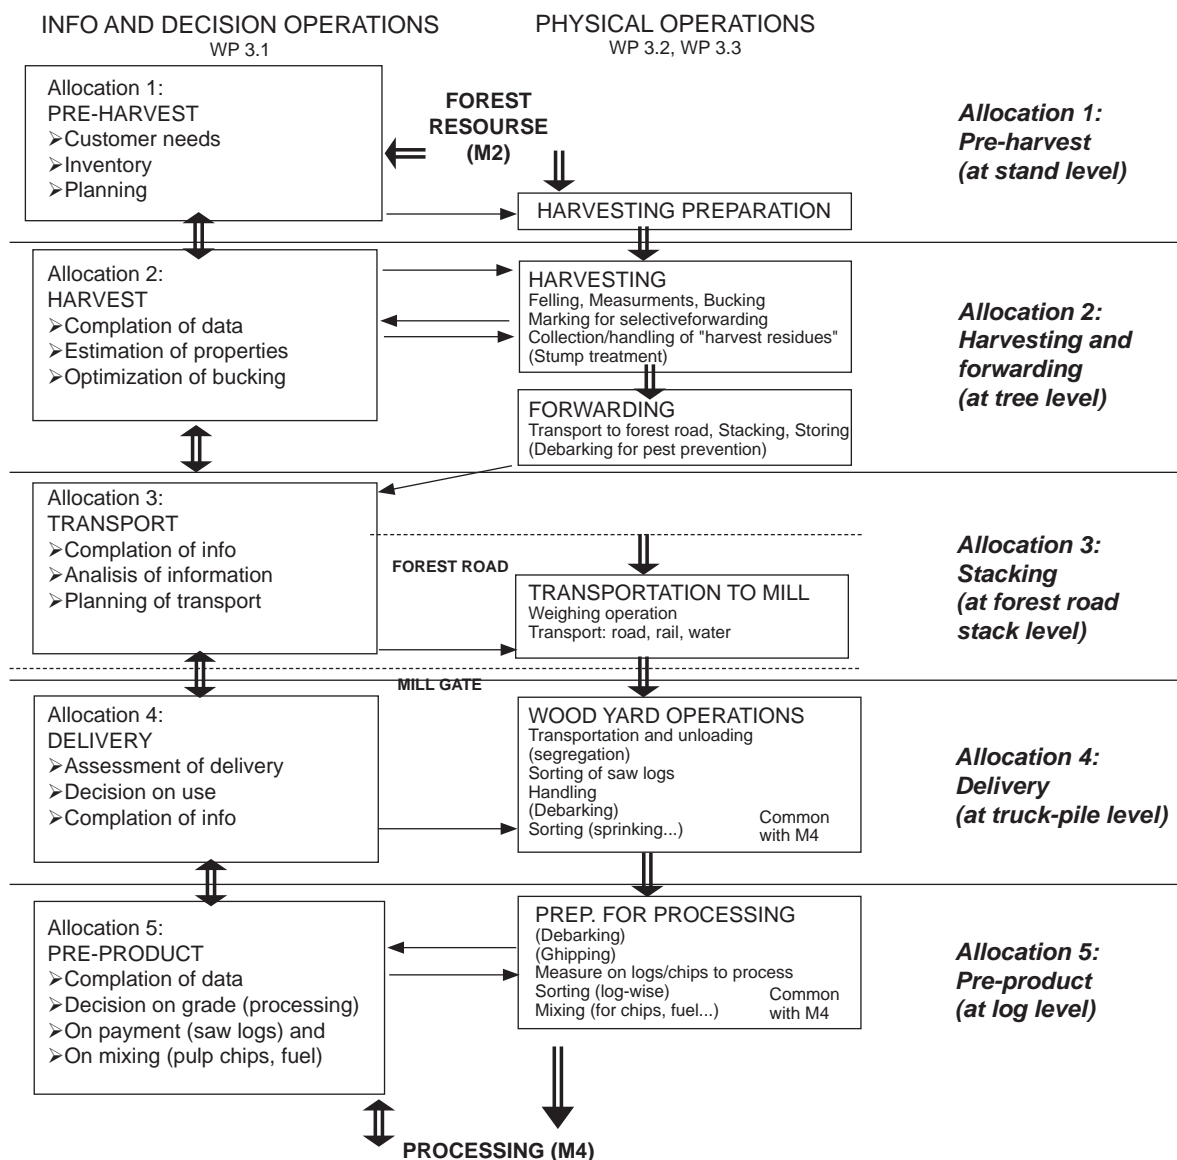 INFO AND DECISION OPERATIONS
WP 3.1
PHYSICAL OPERATIONS
WP 3.2, WP 3.3
Allocation 1:
PRE-HARVEST
➢Customer needs
➢Inventory
➢Planning
FOREST
RESOURSE
(M2)
HARVESTING PREPARATION
Allocation 1:
Pre-harvest
(at stand level)
Allocation 2:
HARVEST
➢Complation of data
➢Estimation of properties
➢Optimization of bucking
HARVESTING
Felling, Measurments, Bucking
Marking for selectiveforwarding
Collection/handling of "harvest residues"
(Stump treatment)
FORWARDING
Transport to forest road, Stacking, Storing
(Debarking for pest prevention)
Allocation 2:
Harvesting and
forwarding
(at tree level)
Allocation 3:
TRANSPORT
➢Complation of info
➢Analisis of information
➢Planning of transport
FOREST ROAD
TRANSPORTATION TO MILL
Weighing operation
Transport: road, rail, water
Allocation 3:
Stacking
(at forest road
stack level)
MILL GATE
Allocation 4:
DELIVERY
➢Assessment of delivery
➢Decision on use
➢Complation of info
WOOD YARD OPERATIONS
Transportation and unloading
(segregation)
Sorting of saw logs
Handling
(Debarking)
Sorting (sprinking...)
Common
with M4
Allocation 4:
Delivery
(at truck-pile level)
Allocation 5:
PRE-PRODUCT
➢Complation of data
➢Decision on grade (processing)
➢On payment (saw logs) and
➢On mixing (pulp chips, fuel)
PREP. FOR PROCESSING
(Debarking)
(Ghipping)
Measure on logs/chips to process
Sorting (log-wise)
Mixing (for chips, fuel...)
Common
with M4
Allocation 5:
Pre-product
(at log level)
PROCESSING (M4)